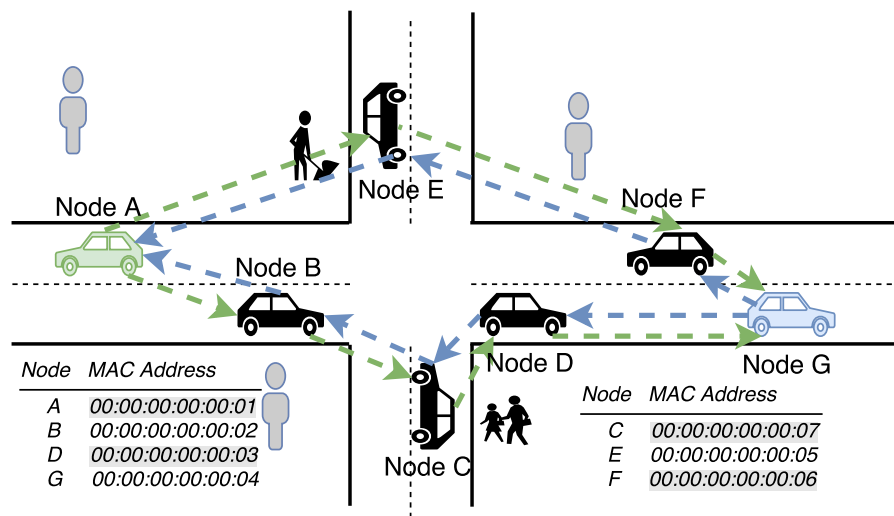 Node E
Node F
Node A
Node B
Node D
Node G
Node C
Node MAC Address
A 00:00:00:00:00:01
B 00:00:00:00:00:02
D 00:00:00:00:00:03
G 00:00:00:00:00:04
Node MAC Address
C 00:00:00:00:00:07
E 00:00:00:00:00:05
F 00:00:00:00:00:06